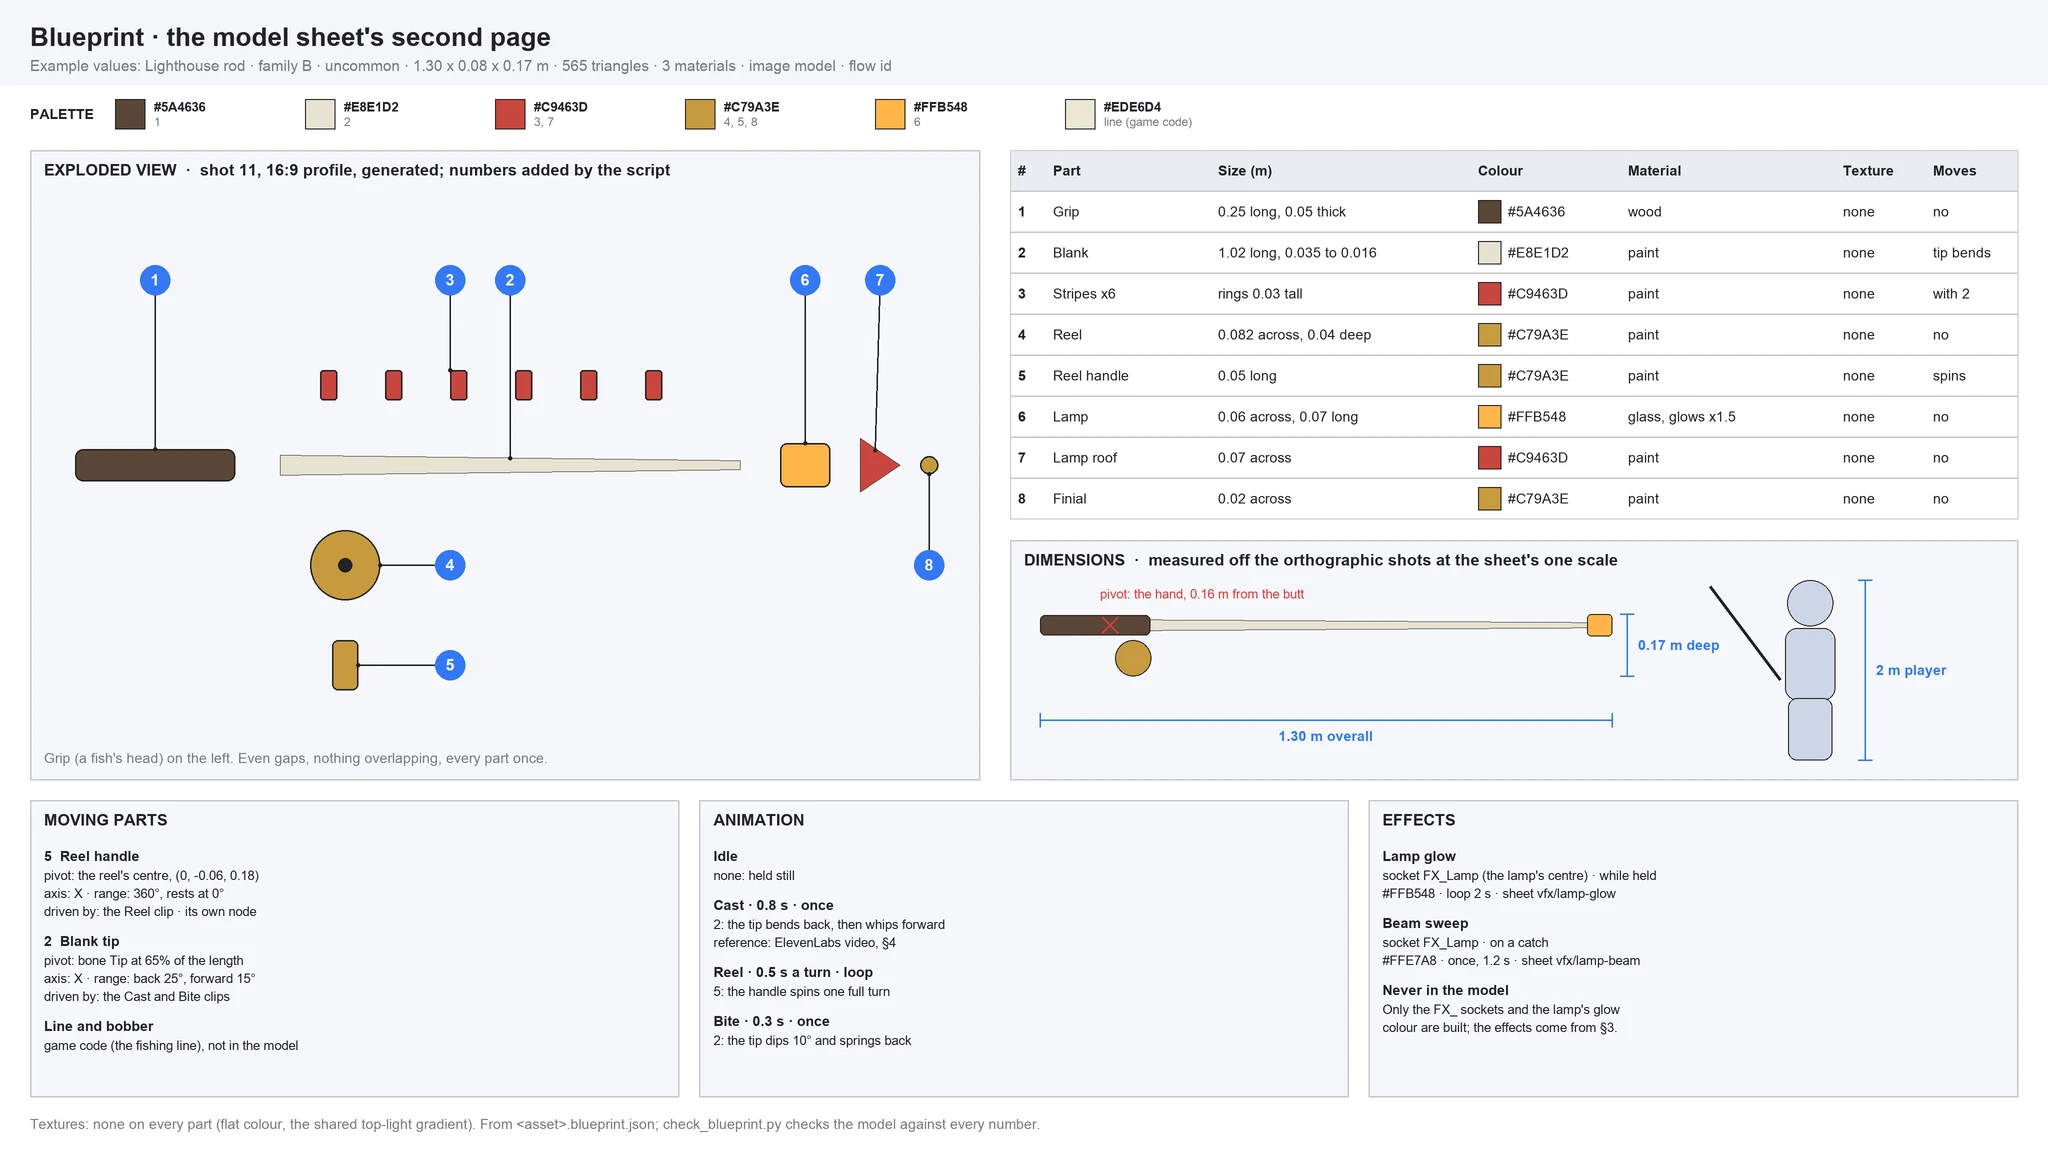 Blueprint · the model sheet's second page
Example values: Lighthouse rod · family B · uncommon · 1.30 x 0.08 x 0.17 m · 565 triangles · 3 materials · image model · flow id
PALETTE
#5A4636
1
#E8E1D2
2
#C9463D
3, 7
#C79A3E
4, 5, 8
#FFB548
6
#EDE6D4
line (game code)
EXPLODED VIEW · shot 11, 16:9 profile, generated; numbers added by the script
1
3
2
6
7
4
8
5
Grip (a fish's head) on the left. Even gaps, nothing overlapping, every part once.
# Part Size (m) Colour Material Texture Moves
1 Grip 0.25 long, 0.05 thick #5A4636 wood none no
2 Blank 1.02 long, 0.035 to 0.016 #E8E1D2 paint none tip bends
3 Stripes x6 rings 0.03 tall #C9463D paint none with 2
4 Reel 0.082 across, 0.04 deep #C79A3E paint none no
5 Reel handle 0.05 long #C79A3E paint none spins
6 Lamp 0.06 across, 0.07 long #FFB548 glass, glows x1.5 none no
7 Lamp roof 0.07 across #C9463D paint none no
8 Finial 0.02 across #C79A3E paint none no
DIMENSIONS · measured off the orthographic shots at the sheet's one scale
pivot: the hand, 0.16 m from the butt
0.17 m deep
2 m player
1.30 m overall
MOVING PARTS
5 Reel handle
pivot: the reel's centre, (0, -0.06, 0.18)
axis: X · range: 360°, rests at 0°
driven by: the Reel clip · its own node
2 Blank tip
pivot: bone Tip at 65% of the length
axis: X · range: back 25°, forward 15°
driven by: the Cast and Bite clips
Line and bobber
game code (the fishing line), not in the model
ANIMATION
Idle
none: held still
Cast · 0.8 s · once
2: the tip bends back, then whips forward
reference: ElevenLabs video, §4
Reel · 0.5 s a turn · loop
5: the handle spins one full turn
Bite · 0.3 s · once
2: the tip dips 10° and springs back
EFFECTS
Lamp glow
socket FX_Lamp (the lamp's centre) · while held
#FFB548 · loop 2 s · sheet vfx/lamp-glow
Beam sweep
socket FX_Lamp · on a catch
#FFE7A8 · once, 1.2 s · sheet vfx/lamp-beam
Never in the model
Only the FX_ sockets and the lamp's glow
colour are built; the effects come from §3.
Textures: none on every part (flat colour, the shared top-light gradient). From <asset>.blueprint.json; check_blueprint.py checks the model against every number.